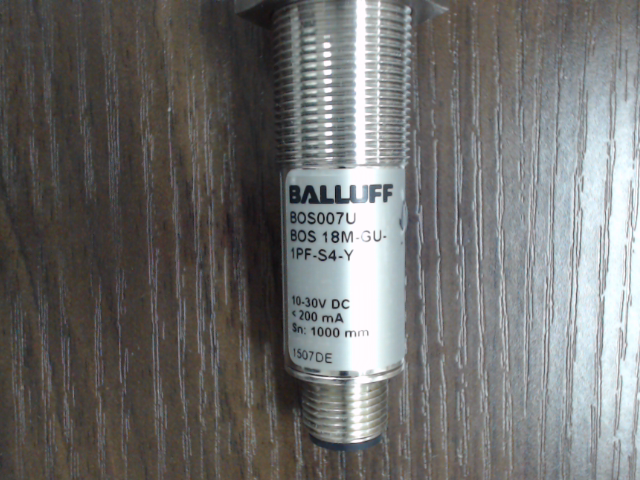 BALLUFF
BOS007U
BOS 18M-GU-
1PF-S4-Y
10-30V DC
< 200 mA
Sn: 1000 mm
1507DE